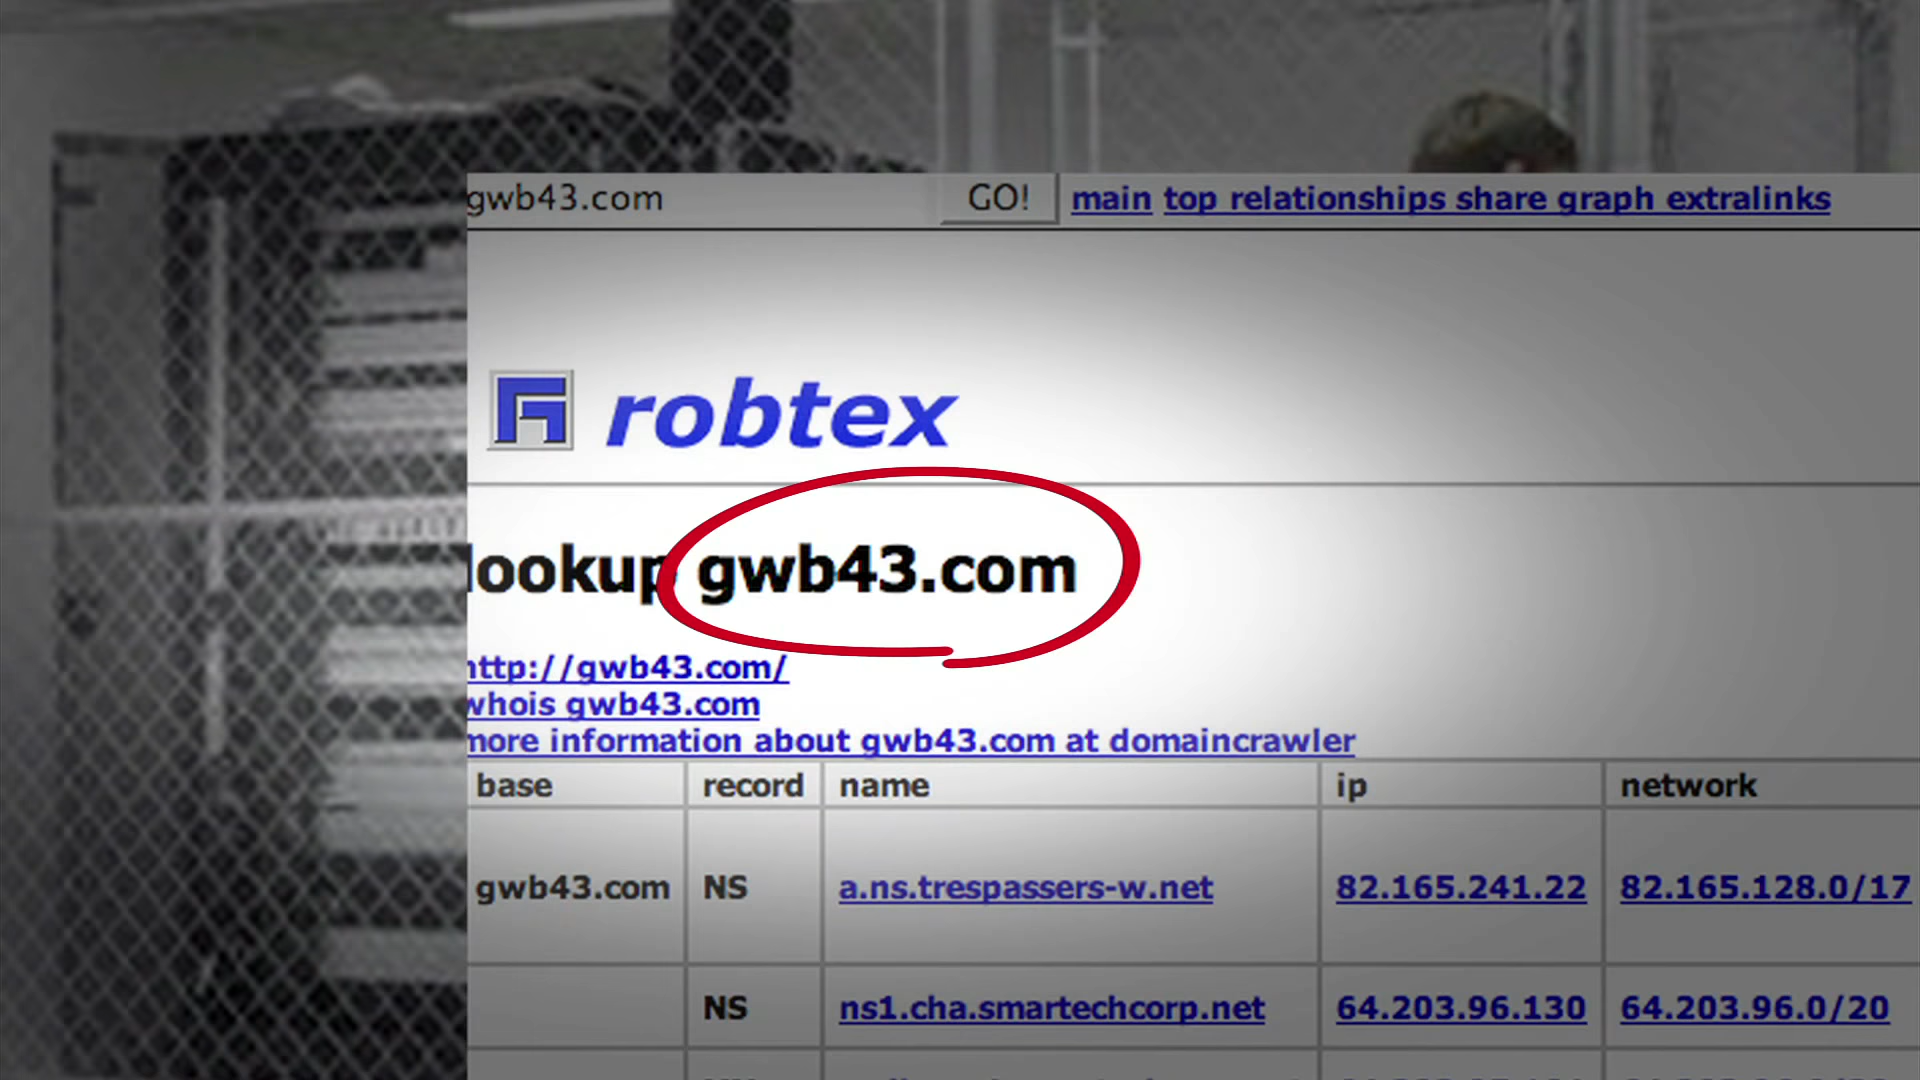 gwb43.com GO! main top relationships share graph extralinks
robtex
lookup gwb43.com
http://gwb43.com/
whois gwb43.com
more information about gwb43.com at domaincrawler
base record name ip network
gwb43.com NS a.ns.trespassers-w.net 82.165.241.22 82.165.128.0/17
NS ns1.cha.smartechcorp.net 64.203.96.130 64.203.96.0/20